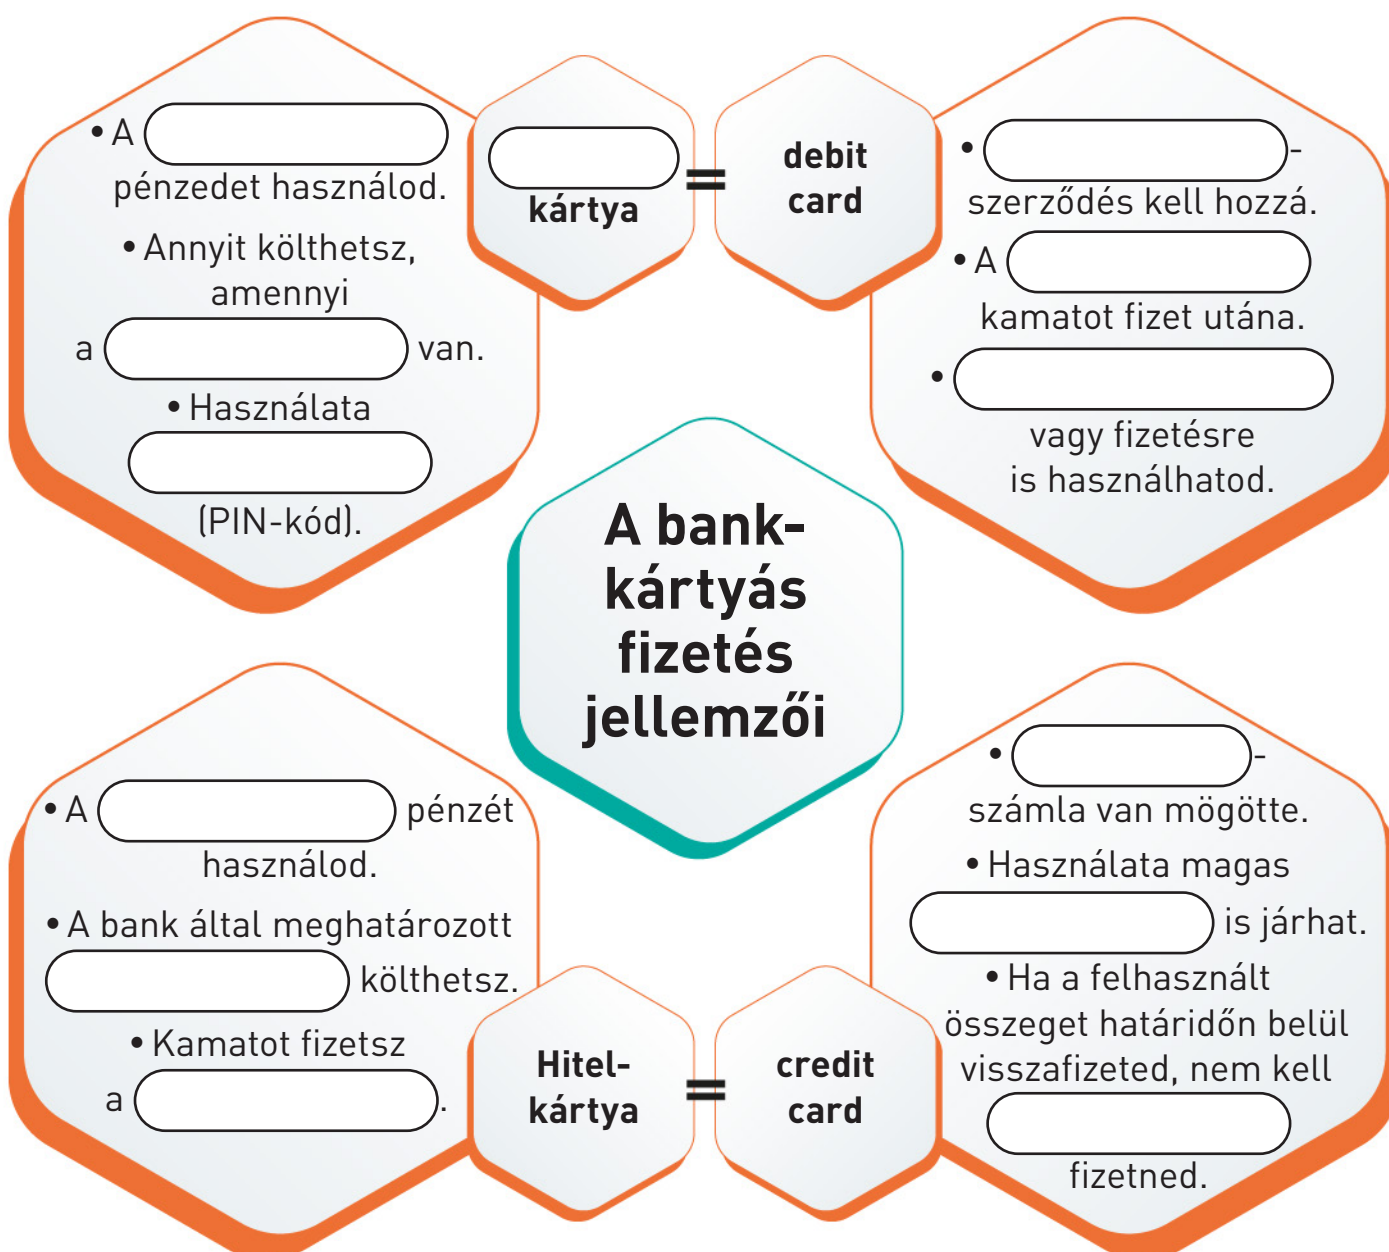 • A
pénzedet használod.
• Annyit költhetsz,
amennyi
a van.
• Használata
(PIN-kód).
kártya
=
debit
card
• -
szerződés kell hozzá.
• A
kamatot fizet utána.
•
vagy fizetésre
is használhatod.
A bank-
kártyás
fizetés
jellemzői
• A pénzét
használod.
• A bank által meghatározott
költhetsz.
• Kamatot fizetsz
a .
Hitel-
kártya
=
credit
card
• -
számla van mögötte.
• Használata magas
is járhat.
• Ha a felhasznált
összeget határidőn belül
visszafizeted, nem kell
fizetned.